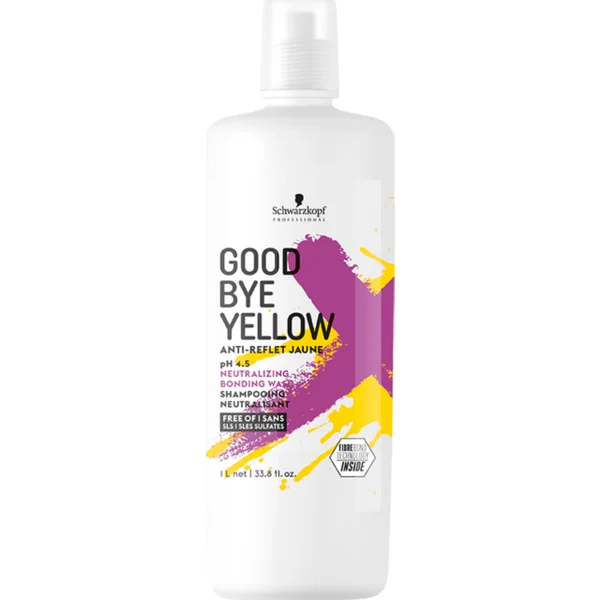 Schwarzkopf
PROFESSIONAL
GOOD
BYE
YELLOW
ANTI-REFLET JAUNE
pH 4.5
NEUTRALIZING
BONDING WASH
SHAMPOOING
NEUTRALISANT
FREE OF I SANS
SLS I SLES SULFATES
1 L net | 33.8 fl. oz.
FIBREBOND
TECHNOLOGY
INSIDE